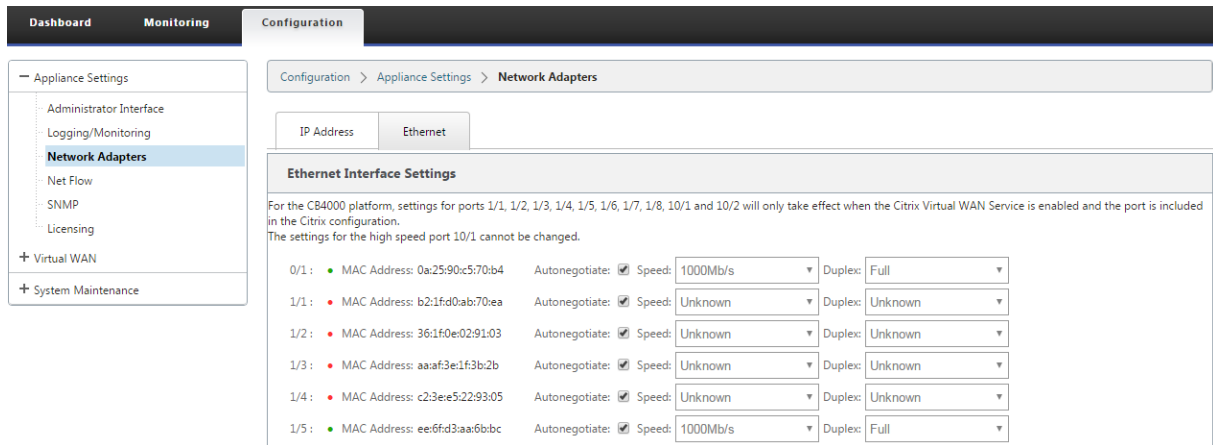 Dashboard Monitoring Configuration
Appliance Settings
Administrator Interface
Logging/Monitoring
Network Adapters
Net Flow
SNMP
Licensing
Virtual WAN
System Maintenance
Configuration > Appliance Settings > Network Adapters
IP Address Ethernet
Ethernet Interface Settings
For the CB4000 platform, settings for ports 1/1, 1/2, 1/3, 1/4, 1/5, 1/6, 1/7, 1/8, 10/1 and 10/2 will only take effect when the Citrix Virtual WAN Service is enabled and the port is included
in the Citrix configuration.
The settings for the high speed port 10/1 cannot be changed.
0/1 : MAC Address: 0a:25:90:c5:70:b4 Autonegotiate: Speed: 1000Mb/s Duplex: Full
1/1 : MAC Address: b2:1f:d0:ab:70:ea Autonegotiate: Speed: Unknown Duplex: Unknown
1/2 : MAC Address: 36:1f:0e:02:91:03 Autonegotiate: Speed: Unknown Duplex: Unknown
1/3 : MAC Address: aa:af:3e:1f:3b:2b Autonegotiate: Speed: Unknown Duplex: Unknown
1/4 : MAC Address: c2:3e:e5:22:93:05 Autonegotiate: Speed: Unknown Duplex: Unknown
1/5 : MAC Address: ee:6f:d3:aa:6b:bc Autonegotiate: Speed: 1000Mb/s Duplex: Full